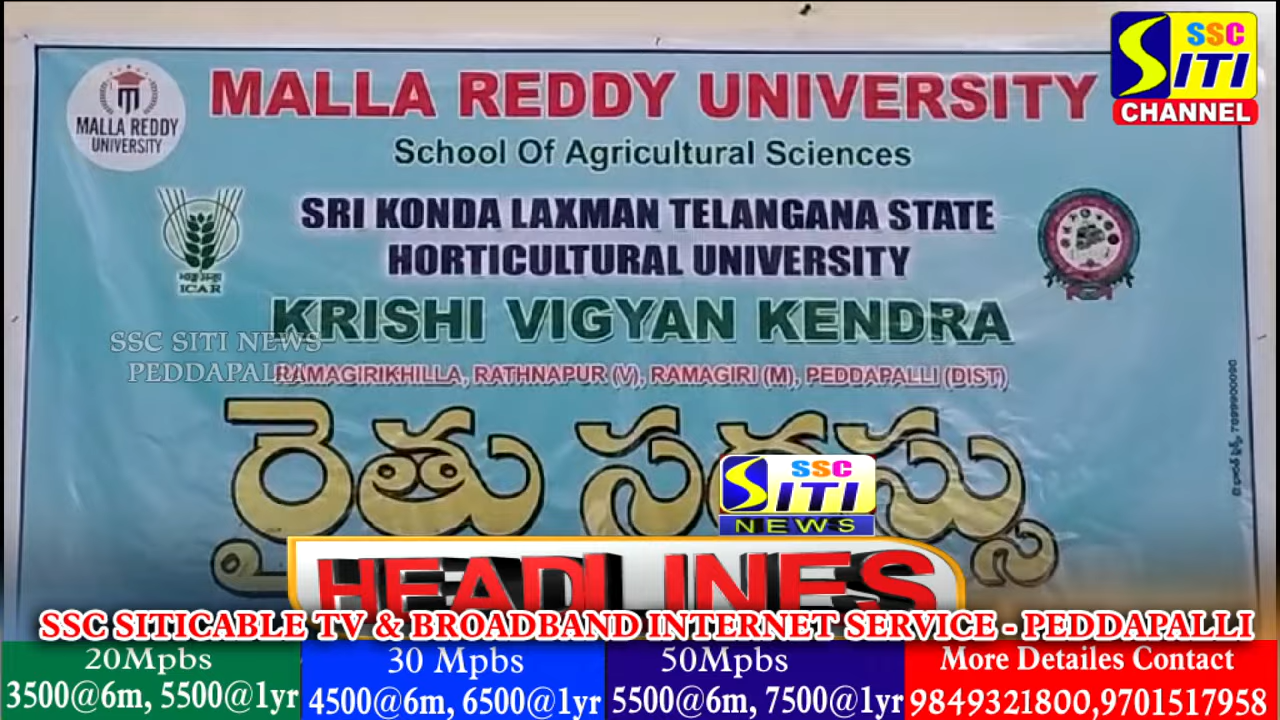 SSC
SITI
CHANNEL
MALLA REDDY UNIVERSITY
MALLA REDDY
UNIVERSITY
School Of Agricultural Sciences
SRI KONDA LAXMAN TELANGANA STATE
HORTICULTURAL UNIVERSITY
ICAR
KRISHI VIGYAN KENDRA
SSC SITI NEWS
PEDDAPALLI
RAMAGIRIKHILLA, RATHNAPUR (V), RAMAGIRI (M), PEDDAPALLI (DIST)
రైతు సదస్సు
SSC
SITI
NEWS
HEADLINES
SSC SITICABLE TV & BROADBAND INTERNET SERVICE - PEDDAPALLI
20Mpbs
3500@6m, 5500@1yr
30 Mpbs
4500@6m, 6500@1yr
50Mpbs
5500@6m, 7500@1yr
More Detailes Contact
9849321800,9701517958